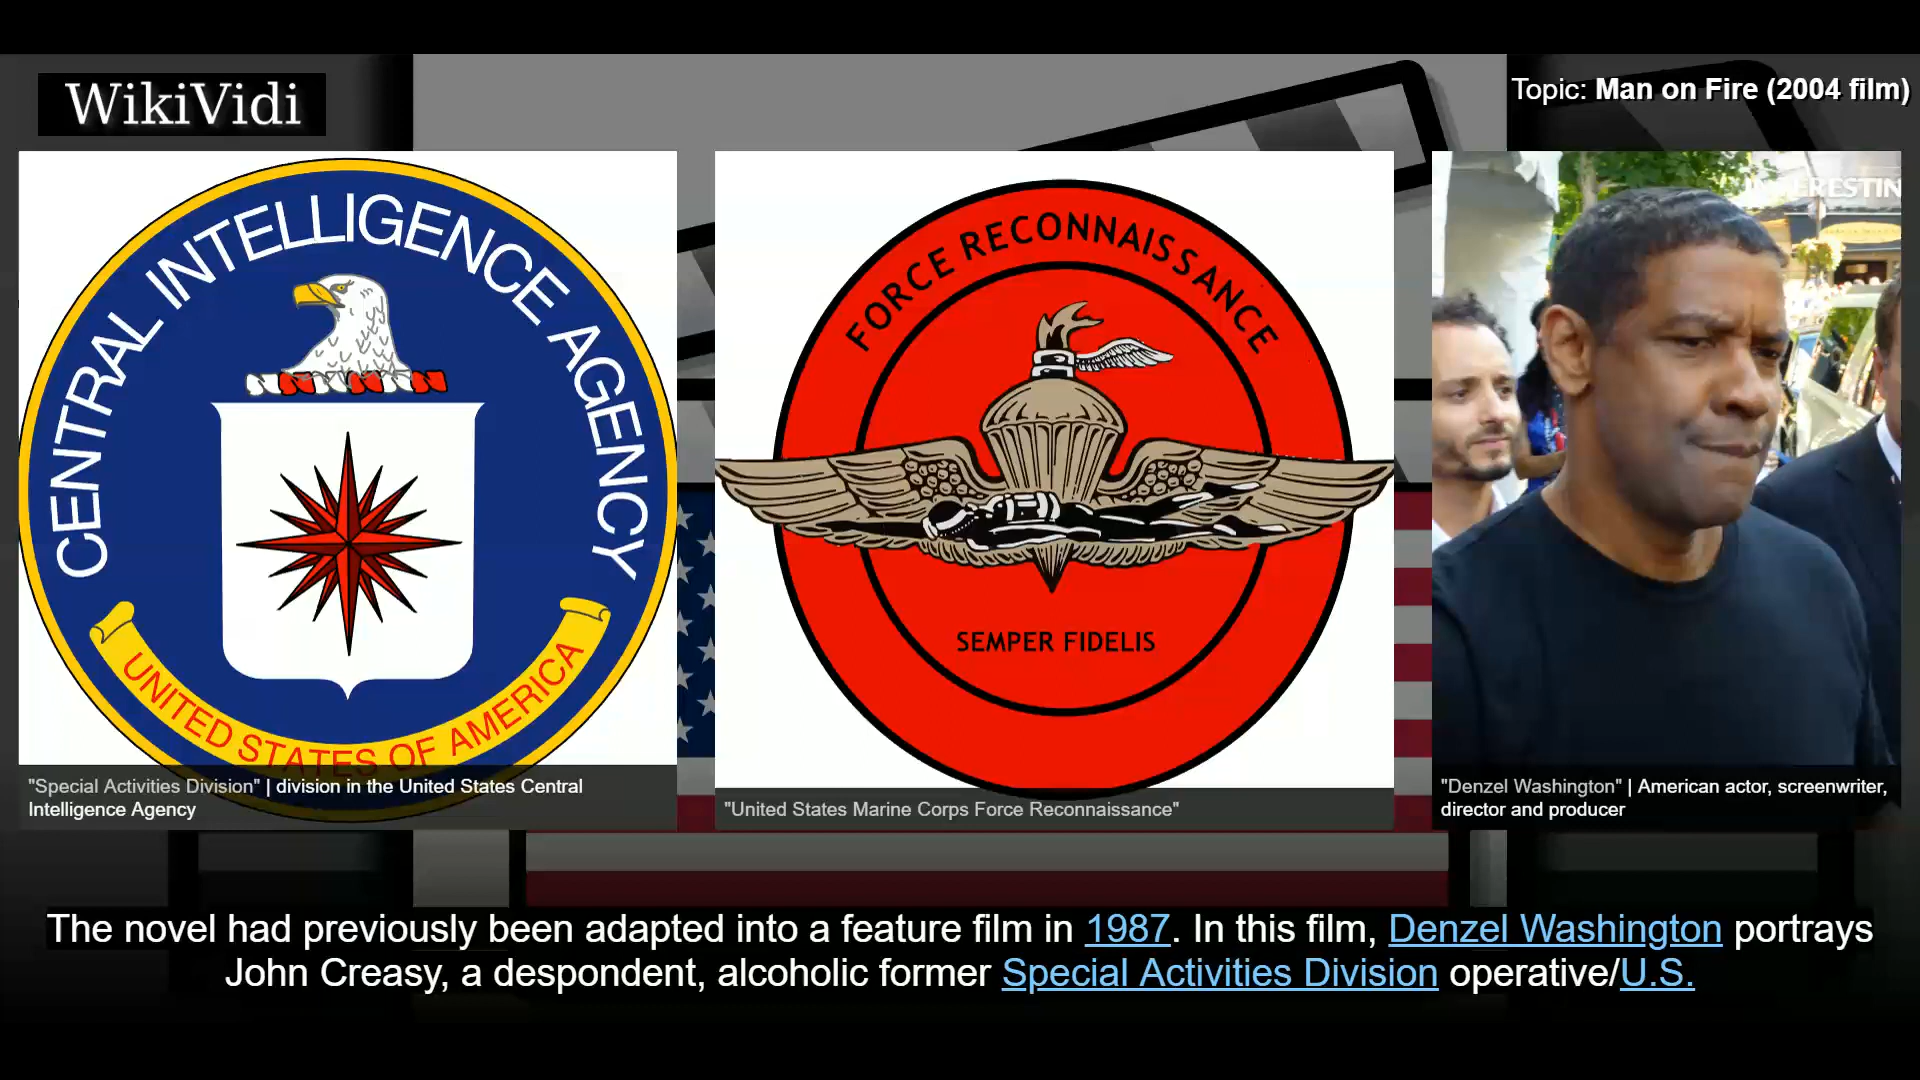 WikiVidi
Topic: Man on Fire (2004 film)
CENTRAL INTELLIGENCE AGENCY
UNITED STATES OF AMERICA
"Special Activities Division" | division in the United States Central
Intelligence Agency
FORCE RECONNAISSANCE
SEMPER FIDELIS
"United States Marine Corps Force Reconnaissance"
"Denzel Washington" | American actor, screenwriter,
director and producer
The novel had previously been adapted into a feature film in 1987. In this film, Denzel Washington portrays
John Creasy, a despondent, alcoholic former Special Activities Division operative/U.S.